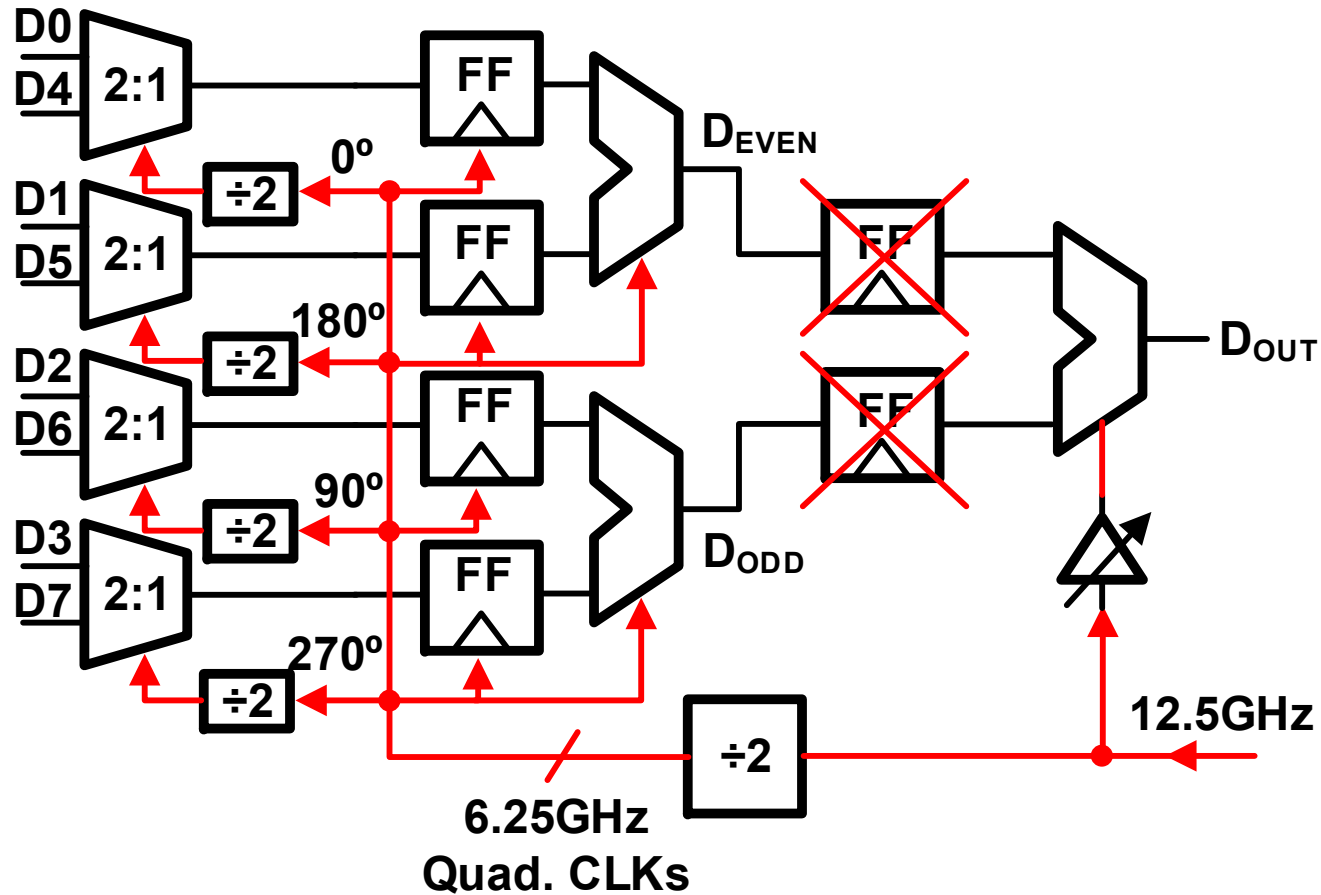 D0
D4
2:1
FF
0º
÷2
D1
D5
2:1
FF
180º
÷2
D2
D6
2:1
FF
90º
÷2
D3
D7
2:1
FF
270º
÷2
DEVEN
DODD
FF
FF
DOUT
12.5GHz
÷2
6.25GHz
Quad. CLKs